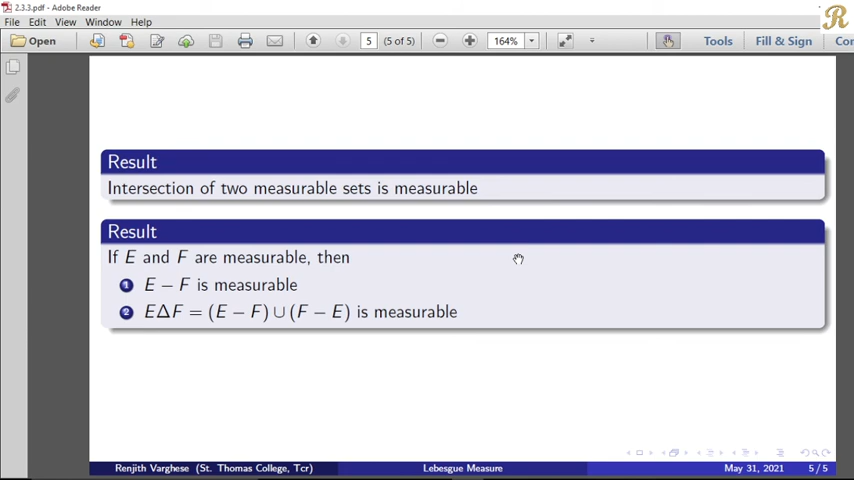 2.3.3.pdf - Adobe Reader
File Edit View Window Help
Open 5 (5 of 5) 164% Tools Fill & Sign
R
Result
Intersection of two measurable sets is measurable
Result
If E and F are measurable, then
1 E − F is measurable
2 EΔF = (E − F) ∪ (F − E) is measurable
Renjith Varghese (St. Thomas College, Tcr) Lebesgue Measure May 31, 2021 5/5